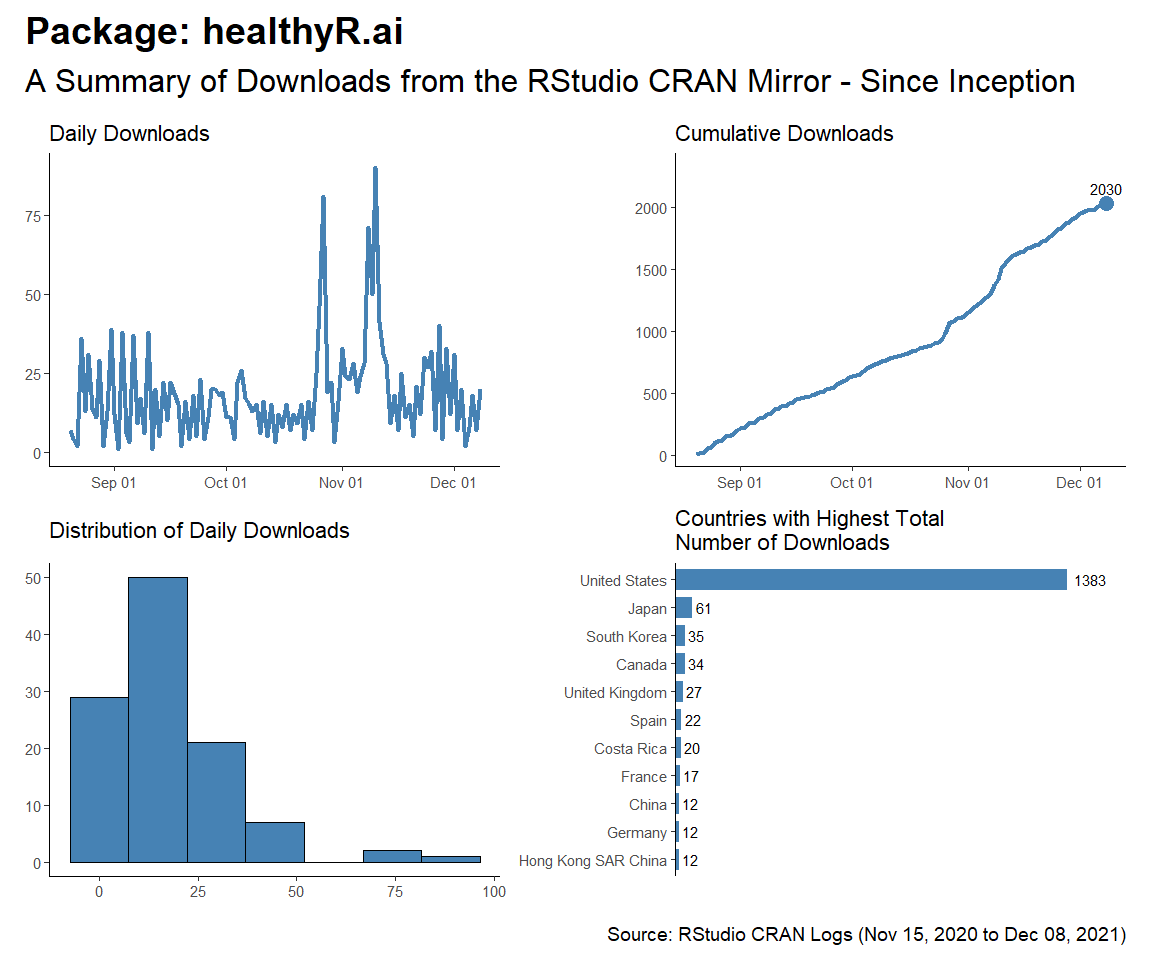 Package: healthyR.ai
A Summary of Downloads from the RStudio CRAN Mirror - Since Inception
Daily Downloads
75
50
25
0
Sep 01 Oct 01 Nov 01 Dec 01
Cumulative Downloads
2030
2000
1500
1000
500
0
Sep 01 Oct 01 Nov 01 Dec 01
Distribution of Daily Downloads
50
40
30
20
10
0
0 25 50 75 100
Countries with Highest Total
Number of Downloads
United States 1383
Japan 61
South Korea 35
Canada 34
United Kingdom 27
Spain 22
Costa Rica 20
France 17
China 12
Germany 12
Hong Kong SAR China 12
Source: RStudio CRAN Logs (Nov 15, 2020 to Dec 08, 2021)